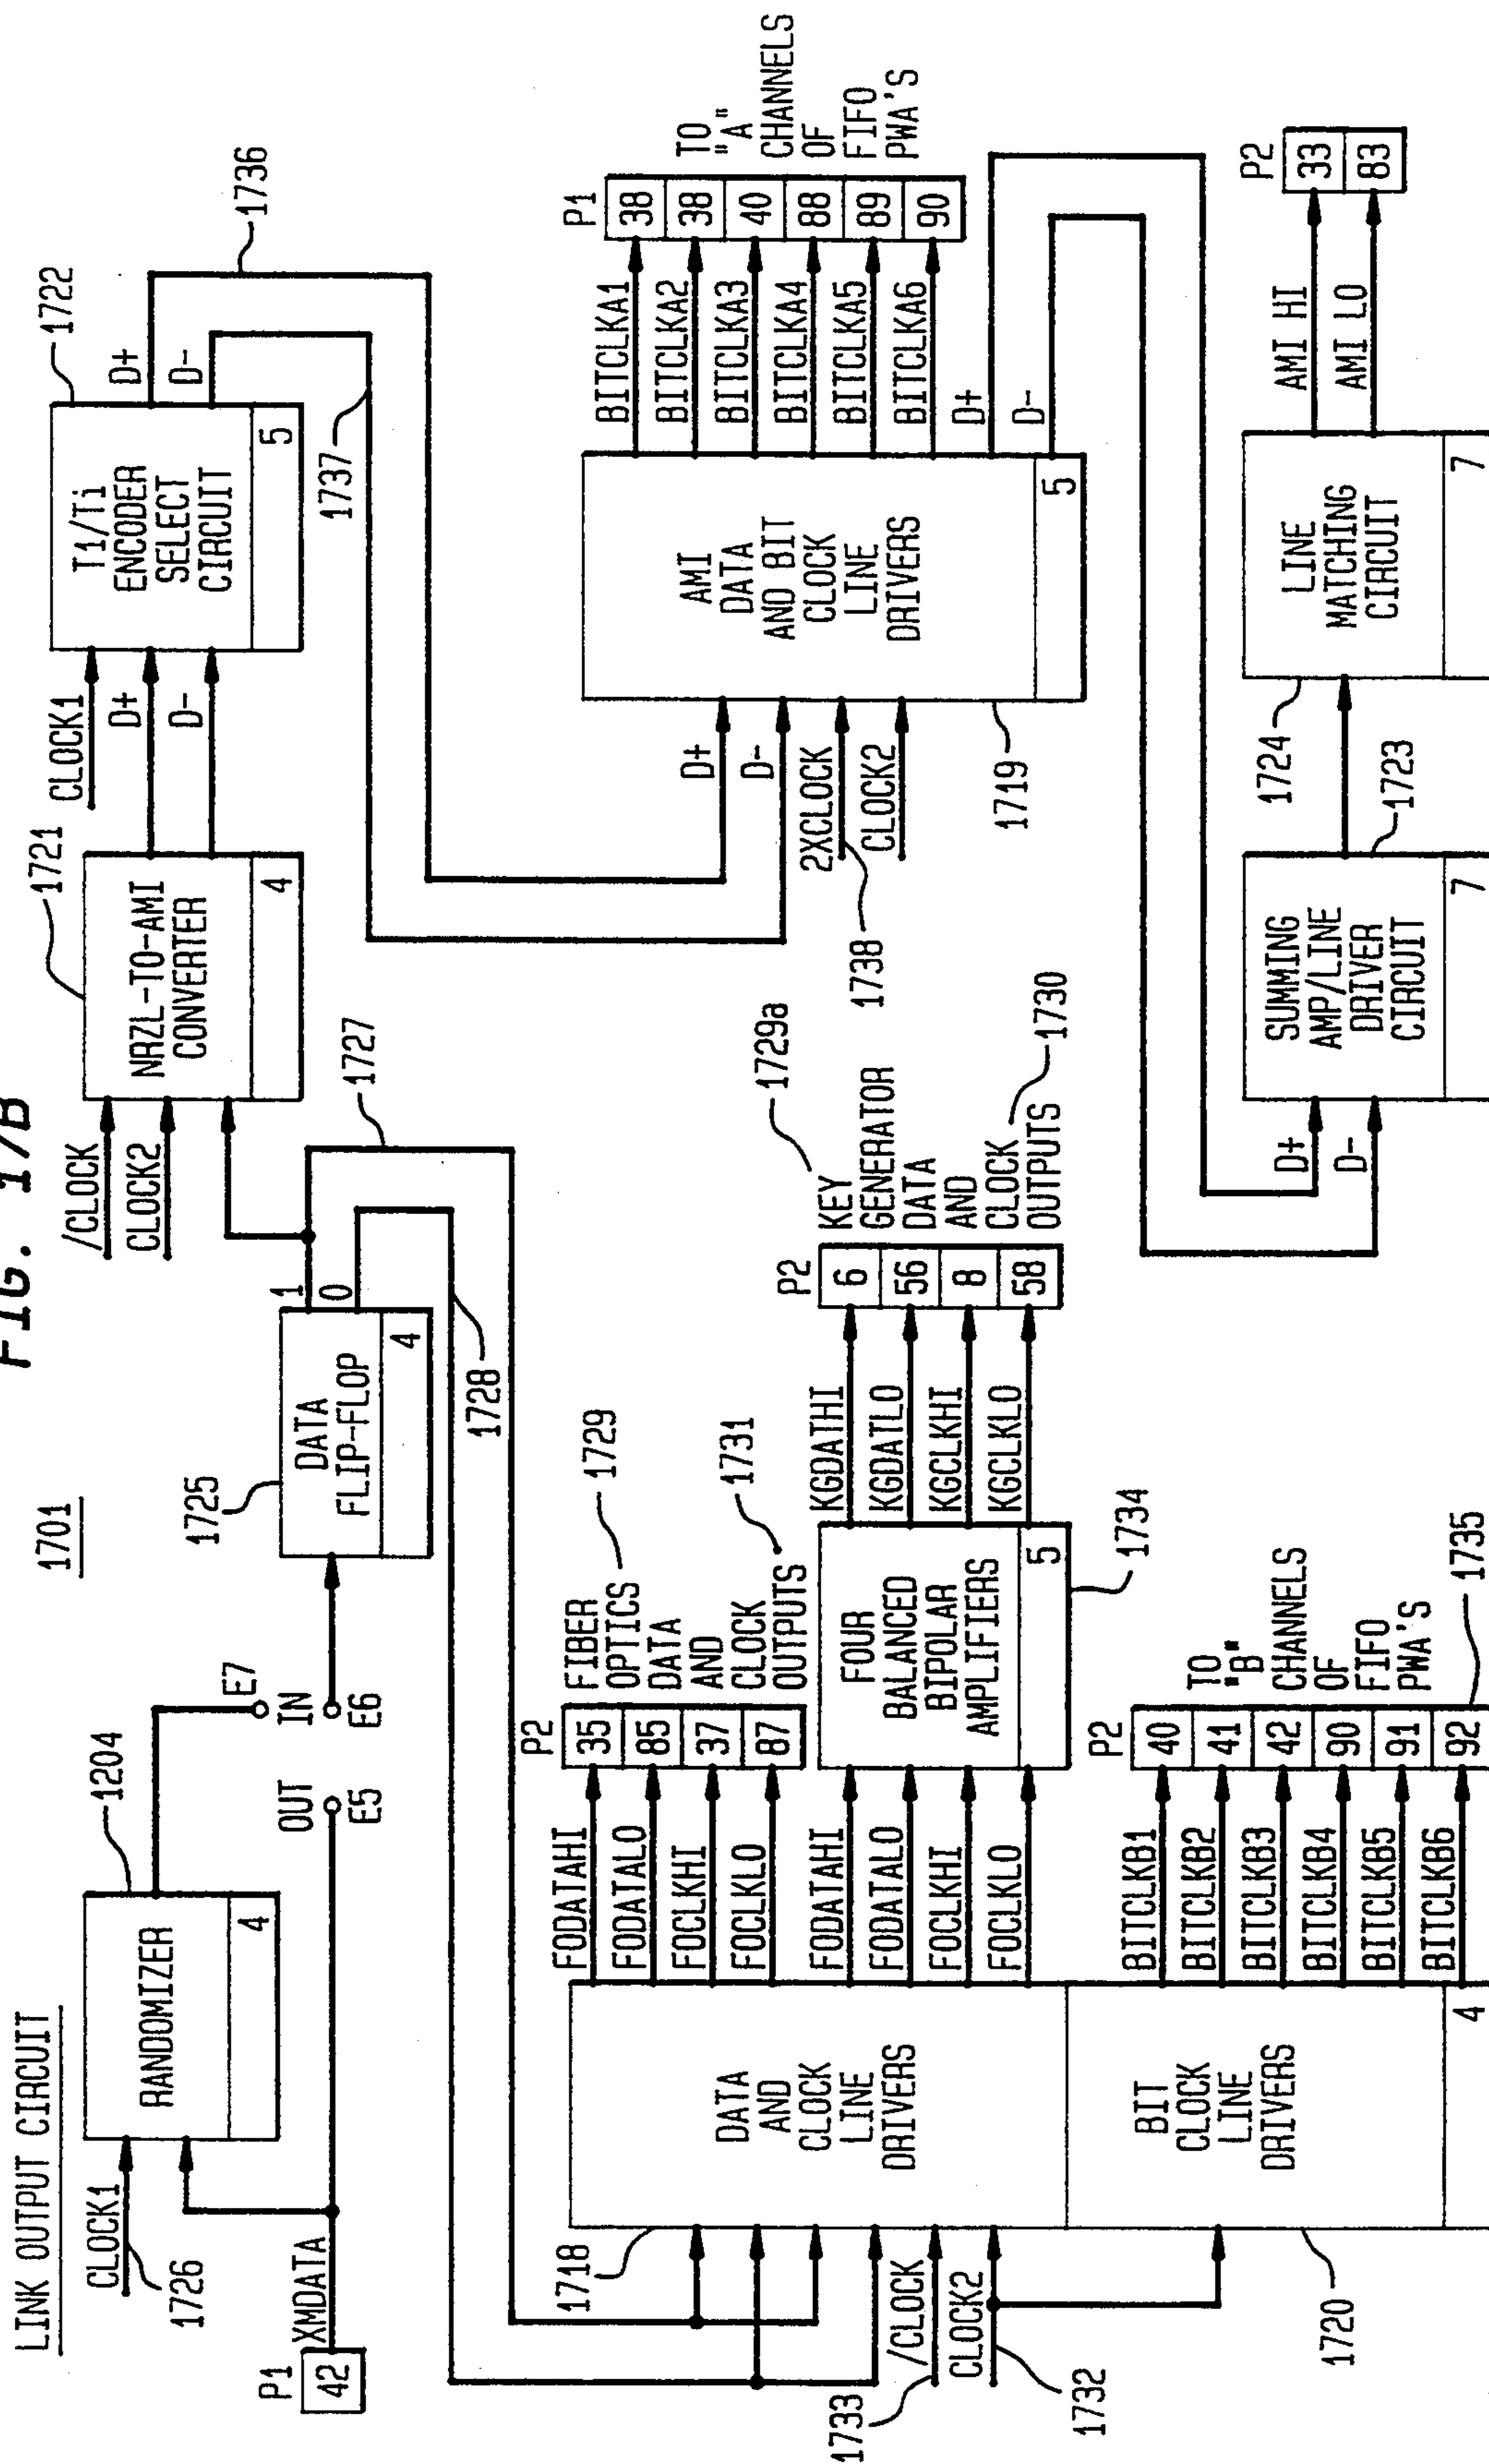 FIG. 17B
LINK OUTPUT CIRCUIT
1701
P1
42
XMDATA
CLOCK1
1726
RANDOMIZER
4
1204
OUT
E5
E7
IN
E6
1725
DATA
FLIP-FLOP
4
1
0
1727
1728
/CLOCK
CLOCK2
1721
NRZL-TO-AMI
CONVERTER
4
D+
D-
CLOCK1
1722
T1/Ti
ENCODER
SELECT
CIRCUIT
5
D+
D-
1736
1737
1718
/CLOCK
1733
CLOCK2
1732
DATA
AND
CLOCK
LINE
DRIVERS
BIT
CLOCK
LINE
DRIVERS
4
1720
FODATAHI
FODATALO
FOCLKHI
FOCLKLO
P2
35
85
37
87
FIBER
OPTICS
DATA
AND
CLOCK
OUTPUTS
1729
1731
FODATAHI
FODATALO
FOCLKHI
FOCLKLO
FOUR
BALANCED
BIPOLAR
AMPLIFIERS
5
1734
KGDATHI
KGDATLO
KGCLKHI
KGCLKLO
P2
6
56
8
58
KEY
GENERATOR
DATA
AND
CLOCK
OUTPUTS
1729a
1730
BITCLKB1
BITCLKB2
BITCLKB3
BITCLKB4
BITCLKB5
BITCLKB6
P2
40
41
42
90
91
92
TO
"B"
CHANNELS
OF
FIFO
PWA'S
1735
D+
D-
2XCLOCK
CLOCK2
1738
1719
AMI
DATA
AND BIT
CLOCK
LINE
DRIVERS
5
BITCLKA1
BITCLKA2
BITCLKA3
BITCLKA4
BITCLKA5
BITCLKA6
D+
D-
P1
38
38
40
88
89
90
TO
"A"
CHANNELS
OF
FIFO
PWA'S
D+
D-
SUMMING
AMP/LINE
DRIVER
CIRCUIT
7
1723
1724
LINE
MATCHING
CIRCUIT
7
AMI HI
AMI LO
P2
33
83